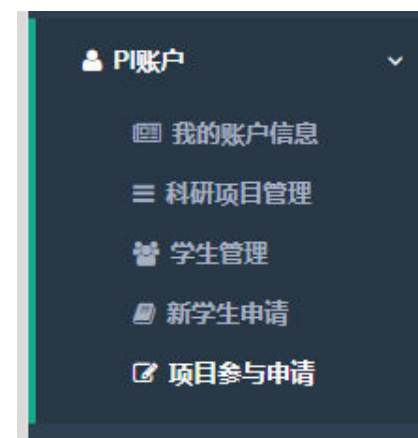 PI账户
我的账户信息
科研项目管理
学生管理
新学生申请
项目参与申请